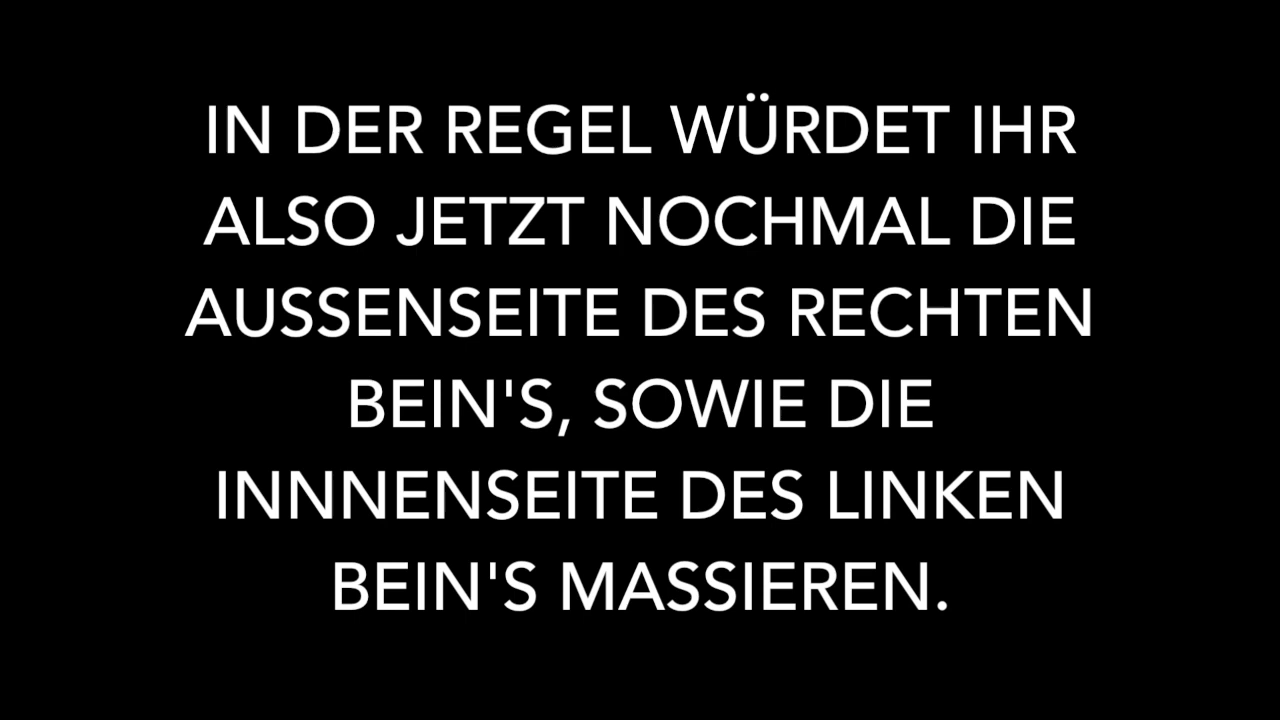 IN DER REGEL WÜRDET IHR
ALSO JETZT NOCHMAL DIE
AUSSENSEITE DES RECHTEN
BEIN'S, SOWIE DIE
INNNENSEITE DES LINKEN
BEIN'S MASSIEREN.